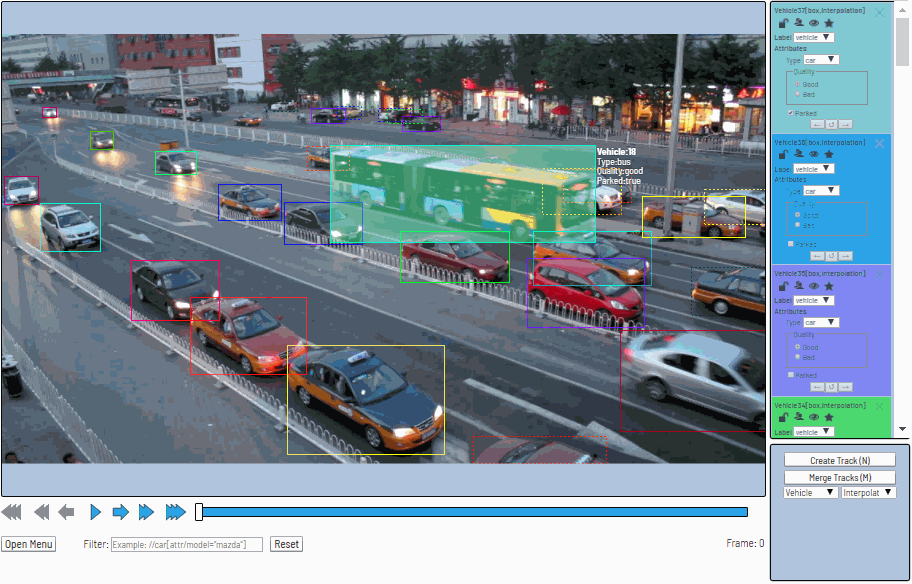 Vehicle37[box,interpolation]
Label vehicle
Attributes
Type car
Quality
Good
Bad
Parked
Vehicle36[box,interpolation]
Label vehicle
Attributes
Type car
Quality
Good
Bad
Parked
Vehicle35[box,interpolation]
Label vehicle
Attributes
Type car
Quality
Good
Bad
Parked
Vehicle34[box,interpolation]
Label vehicle
Vehicle:18
Type:bus
Quality:good
Parked:true
Create Track (N)
Merge Tracks (M)
Vehicle Interpolat
Open Menu Filter: Example: //car[attr/model="mazda"] Reset Frame: 0